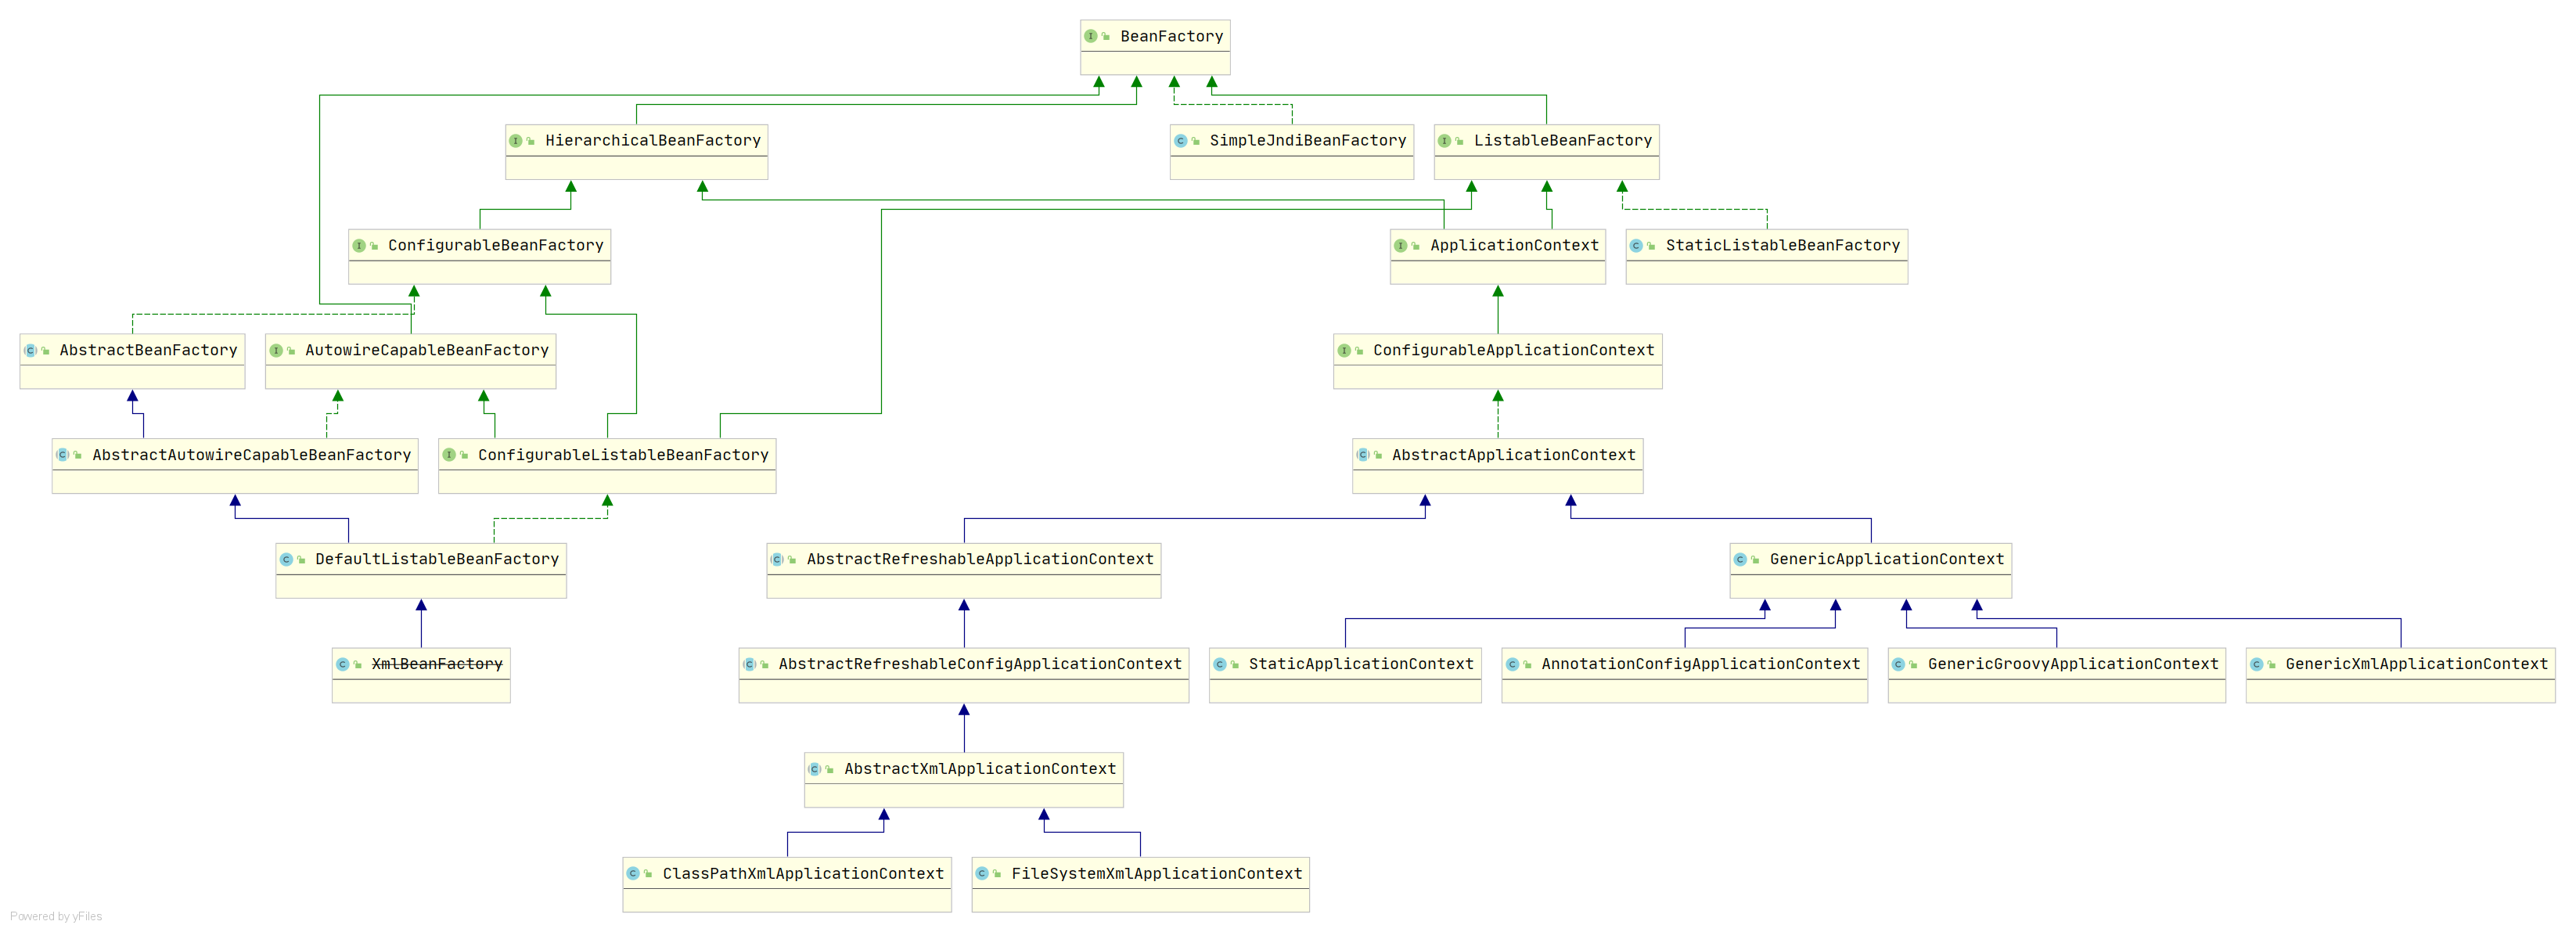 BeanFactory
HierarchicalBeanFactory
SimpleJndiBeanFactory
ListableBeanFactory
ConfigurableBeanFactory
ApplicationContext
StaticListableBeanFactory
AbstractBeanFactory
AutowireCapableBeanFactory
ConfigurableApplicationContext
AbstractAutowireCapableBeanFactory
ConfigurableListableBeanFactory
AbstractApplicationContext
DefaultListableBeanFactory
AbstractRefreshableApplicationContext
GenericApplicationContext
XmlBeanFactory
AbstractRefreshableConfigApplicationContext
StaticApplicationContext
AnnotationConfigApplicationContext
GenericGroovyApplicationContext
GenericXmlApplicationContext
AbstractXmlApplicationContext
ClassPathXmlApplicationContext
FileSystemXmlApplicationContext
Powered by yFiles